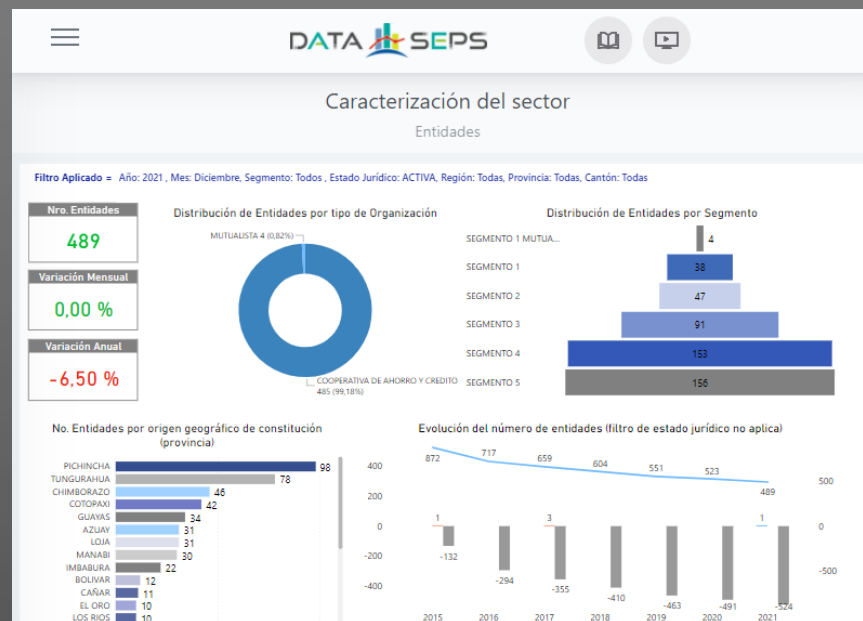 DATA SEPS
Caracterización del sector
Entidades
Filtro Aplicado = Año: 2021 , Mes: Diciembre, Segmento: Todos , Estado Jurídico: ACTIVA, Región: Todas, Provincia: Todas, Cantón: Todas
Nro. Entidades
489
Variación Mensual
0,00 %
Variación Anual
-6,50 %
Distribución de Entidades por tipo de Organización
MUTUALISTA 4 (0,82%)
COOPERATIVA DE AHORRO Y CREDITO
485 (99,18%)
Distribución de Entidades por Segmento
SEGMENTO 1 MUTUA... 4
SEGMENTO 1 38
SEGMENTO 2 47
SEGMENTO 3 91
SEGMENTO 4 153
SEGMENTO 5 156
No. Entidades por origen geográfico de constitución
(provincia)
PICHINCHA 98
TUNGURAHUA 78
CHIMBORAZO 46
COTOPAXI 42
GUAYAS 34
AZUAY 31
LOJA 31
MANABI 30
IMBABURA 22
BOLIVAR 12
CAÑAR 11
EL ORO 10
LOS RIOS 10
Evolución del número de entidades (filtro de estado jurídico no aplica)
872 717 659 604 551 523 489
400
200
0
-200
-400
500
0
-500
1 3 1
-132 -294 -355 -410 -463 -491 -524
2015 2016 2017 2018 2019 2020 2021